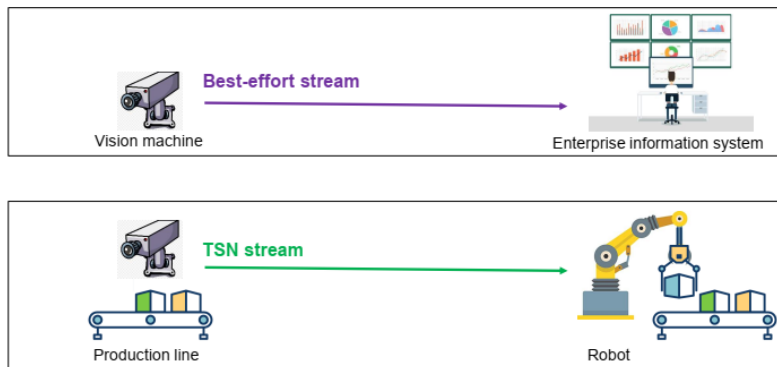 Best-effort stream
Vision machine
Enterprise information system
TSN stream
Production line
Robot